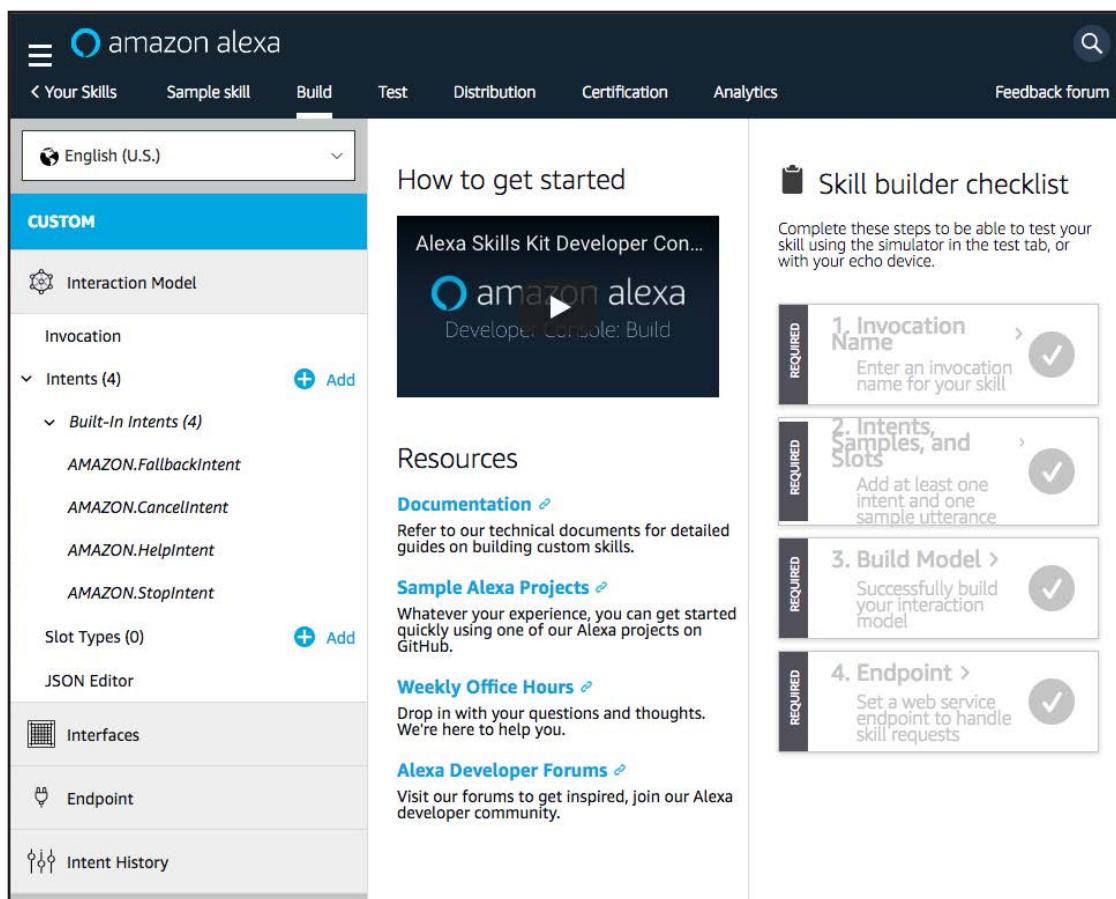 amazon alexa
< Your Skills Sample skill Build Test Distribution Certification Analytics Feedback forum
English (U.S.)
CUSTOM
Interaction Model
Invocation
Intents (4) Add
Built-In Intents (4)
AMAZON.FallbackIntent
AMAZON.CancelIntent
AMAZON.HelpIntent
AMAZON.StopIntent
Slot Types (0) Add
JSON Editor
Interfaces
Endpoint
Intent History
How to get started
Alexa Skills Kit Developer Con...
amazon alexa
Developer Console: Build
Resources
Documentation
Refer to our technical documents for detailed
guides on building custom skills.
Sample Alexa Projects
Whatever your experience, you can get started
quickly using one of our Alexa projects on
GitHub.
Weekly Office Hours
Drop in with your questions and thoughts.
We're here to help you.
Alexa Developer Forums
Visit our forums to get inspired, join our Alexa
developer community.
Skill builder checklist
Complete these steps to be able to test your
skill using the simulator in the test tab, or
with your echo device.
REQUIRED
1. Invocation >
Name
Enter an invocation
name for your skill
REQUIRED
2. Intents, >
Samples, and
Slots
Add at least one
intent and one
sample utterance
REQUIRED
3. Build Model >
Successfully build
your interaction
model
REQUIRED
4. Endpoint >
Set a web service
endpoint to handle
skill requests